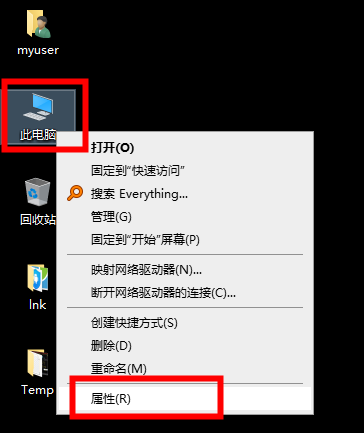 myuser
此电脑
回收站
lnk
Temp
打开(O)
固定到"快速访问"
搜索 Everything...
管理(G)
固定到"开始"屏幕(P)
映射网络驱动器(N)...
断开网络驱动器的连接(C)...
创建快捷方式(S)
删除(D)
重命名(M)
属性(R)